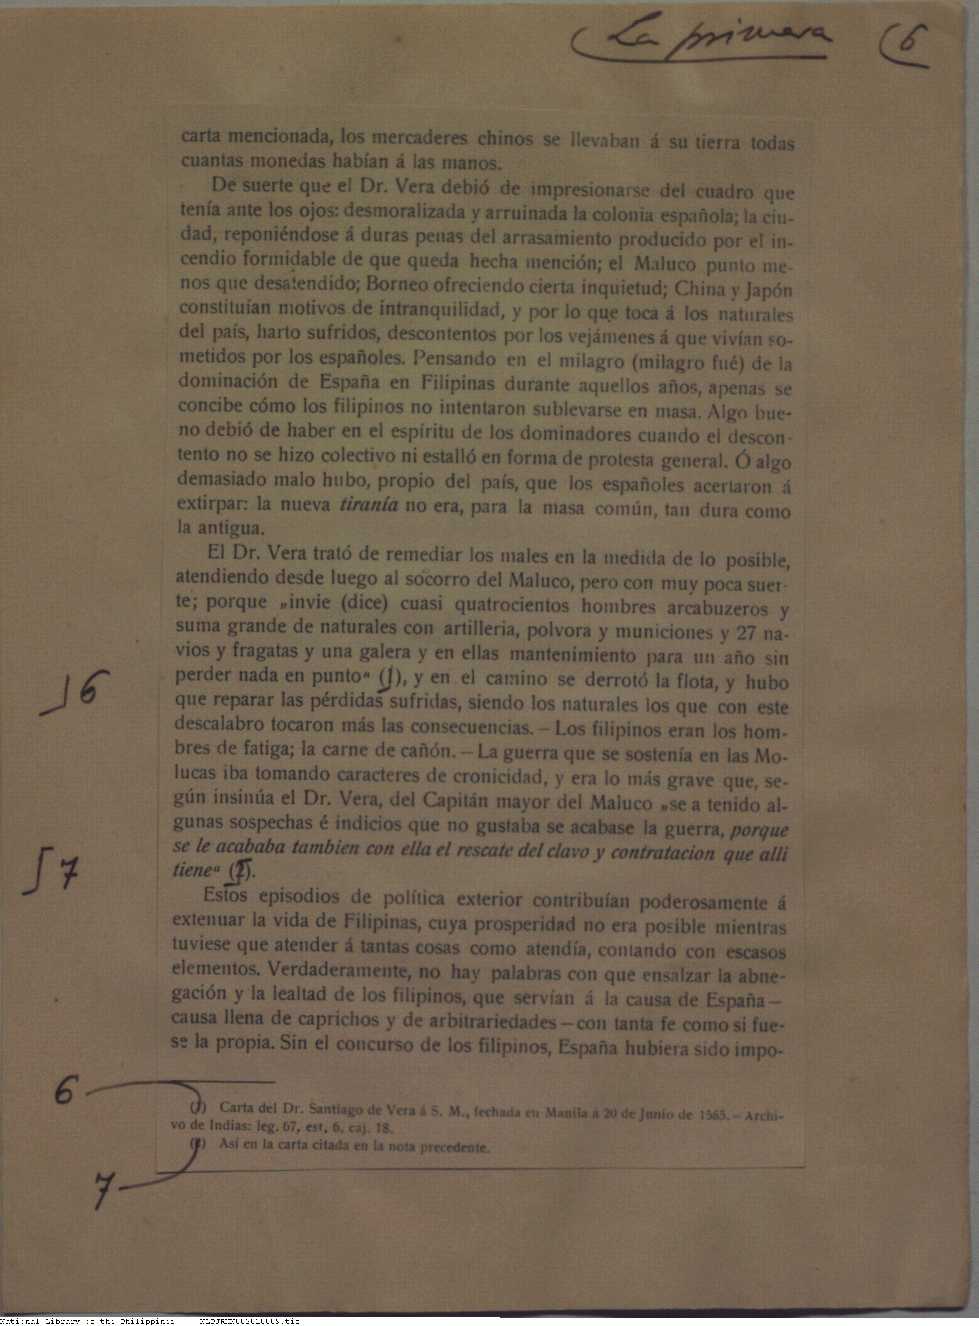 La primera 6
carta mencionada, los mercaderes chinos se llevaban á su tierra todas
cuantas monedas habían á las manos.
De suerte que el Dr. Vera debió de impresionarse del cuadro que
tenía ante los ojos: desmoralizada y arruinada la colonia española; la ciu-
dad, reponiéndose á duras penas del arrasamiento producido por el in-
cendio formidable de que queda hecha mención; el Maluco punto me-
nos que desatendido; Borneo ofreciendo cierta inquietud; China y Japón
constituían motivos de intranquilidad, y por lo que toca á los naturales
del país, harto sufridos, descontentos por los vejámenes á que vivían so-
metidos por los españoles. Pensando en el milagro (milagro fué) de la
dominación de España en Filipinas durante aquellos años, apenas se
concibe cómo los filipinos no intentaron sublevarse en masa. Algo bue-
no debió de haber en el espíritu de los dominadores cuando el descon-
tento no se hizo colectivo ni estalló en forma de protesta general. Ó algo
demasiado malo hubo, propio del país, que los españoles acertaron á
extirpar: la nueva tiranía no era, para la masa común, tan dura como
la antigua.
El Dr. Vera trató de remediar los males en la medida de lo posible,
atendiendo desde luego al socorro del Maluco, pero con muy poca suer-
te; porque „invie (dice) cuasi quatrocientos hombres arcabuzeros y
suma grande de naturales con artilleria, polvora y municiones y 27 na-
vios y fragatas y una galera y en ellas mantenimiento para un año sin
perder nada en punto“ (1), y en el camino se derrotó la flota, y hubo
6
que reparar las pérdidas sufridas, siendo los naturales los que con este
descalabro tocaron más las consecuencias. – Los filipinos eran los hom-
bres de fatiga; la carne de cañón. – La guerra que se sostenía en las Mo-
lucas iba tomando caracteres de cronicidad, y era lo más grave que, se-
gún insinúa el Dr. Vera, del Capitán mayor del Maluco „se a tenido al-
gunas sospechas é indicios que no gustaba se acabase la guerra, porque
se le acababa tambien con ella el rescate del clavo y contratacion que alli
tiene“ (2).
7
Estos episodios de política exterior contribuían poderosamente á
extenuar la vida de Filipinas, cuya prosperidad no era posible mientras
tuviese que atender á tantas cosas como atendía, contando con escasos
elementos. Verdaderamente, no hay palabras con que ensalzar la abne-
gación y la lealtad de los filipinos, que servían á la causa de España –
causa llena de caprichos y de arbitrariedades – con tanta fe como si fue-
se la propia. Sin el concurso de los filipinos, España hubiera sido impo-
6
(1) Carta del Dr. Santiago de Vera á S. M., fechada en Manila á 20 de Junio de 1585. – Archi-
vo de Indias: leg. 67, est. 6, caj. 18.
(2) Así en la carta citada en la nota precedente.
7
National Library of the Philippines